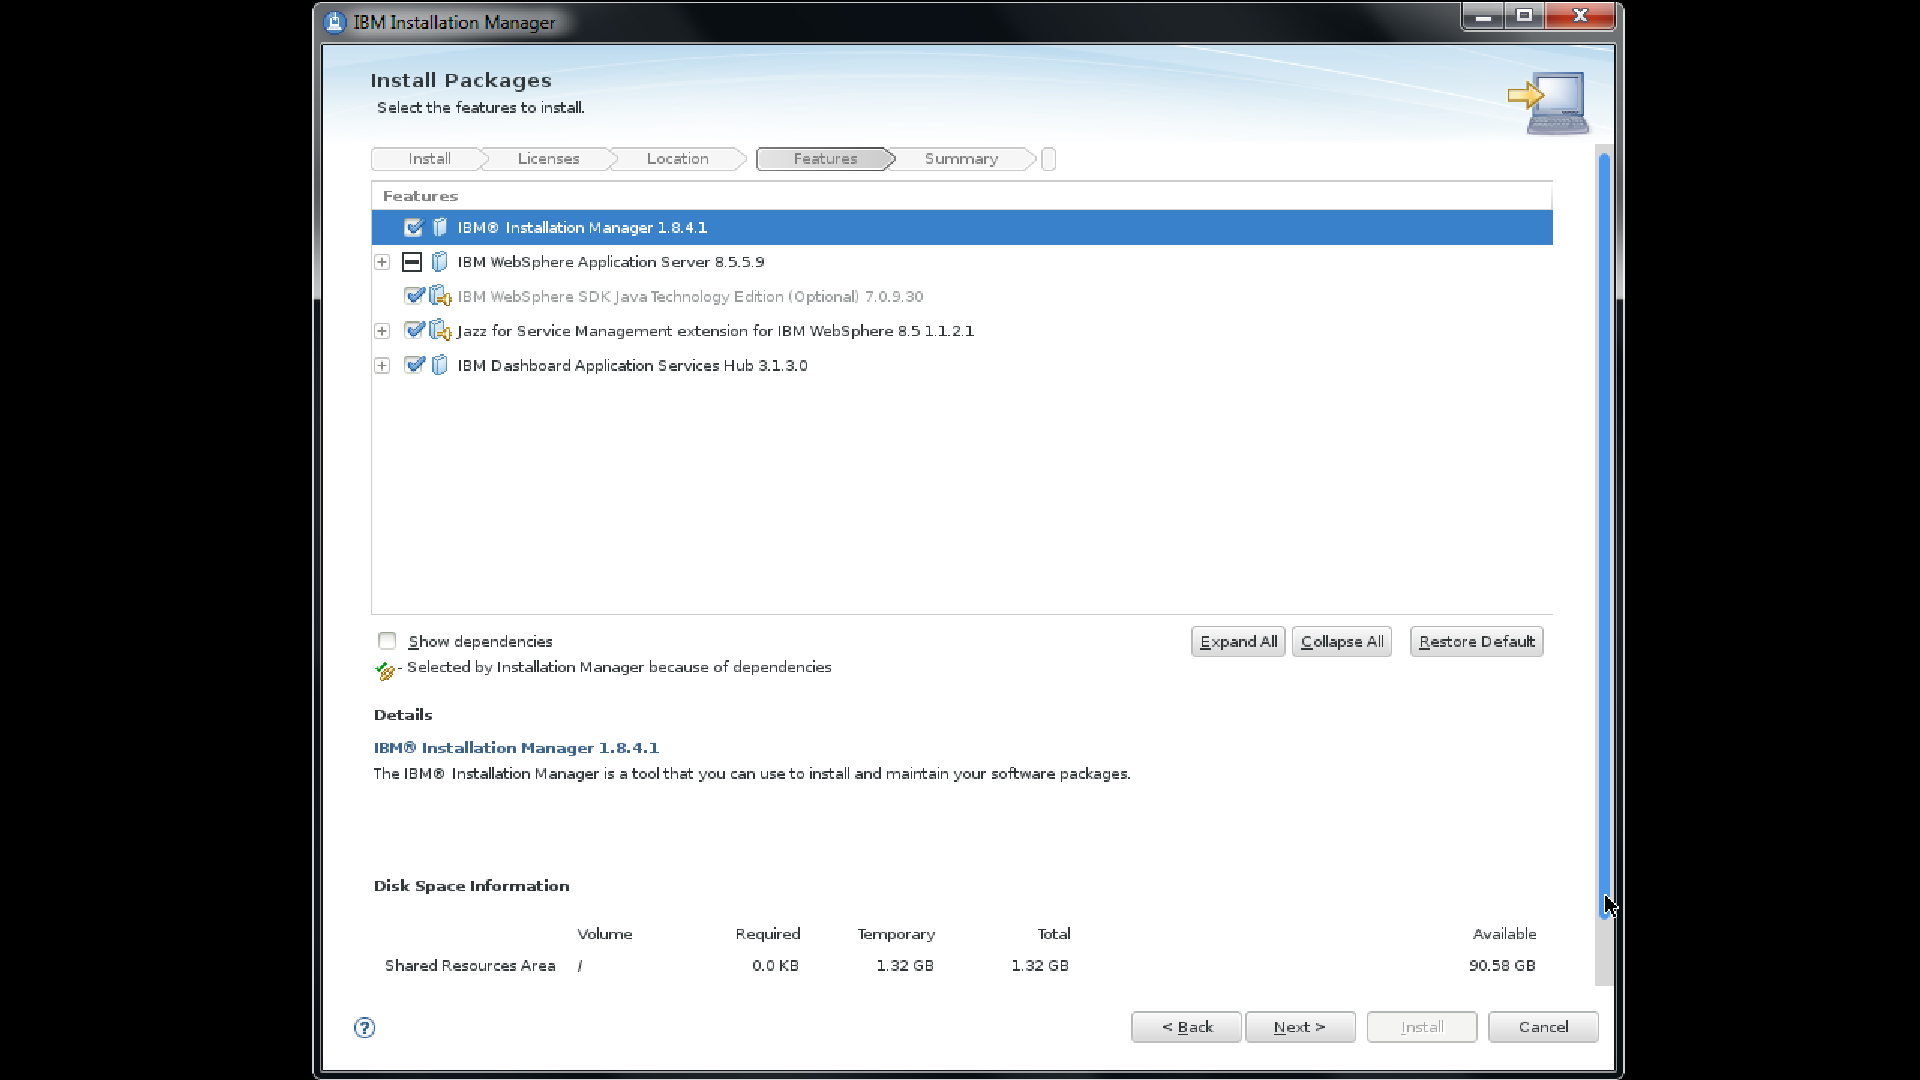 IBM Installation Manager
Install Packages
Select the features to install.
Install Licenses Location Features Summary
Features
IBM® Installation Manager 1.8.4.1
IBM WebSphere Application Server 8.5.5.9
IBM WebSphere SDK Java Technology Edition (Optional) 7.0.9.30
Jazz for Service Management extension for IBM WebSphere 8.5 1.1.2.1
IBM Dashboard Application Services Hub 3.1.3.0
Show dependencies Expand All Collapse All Restore Default
- Selected by Installation Manager because of dependencies
Details
IBM® Installation Manager 1.8.4.1
The IBM® Installation Manager is a tool that you can use to install and maintain your software packages.
Disk Space Information
Volume Required Temporary Total Available
Shared Resources Area / 0.0 KB 1.32 GB 1.32 GB 90.58 GB
? < Back Next > Install Cancel